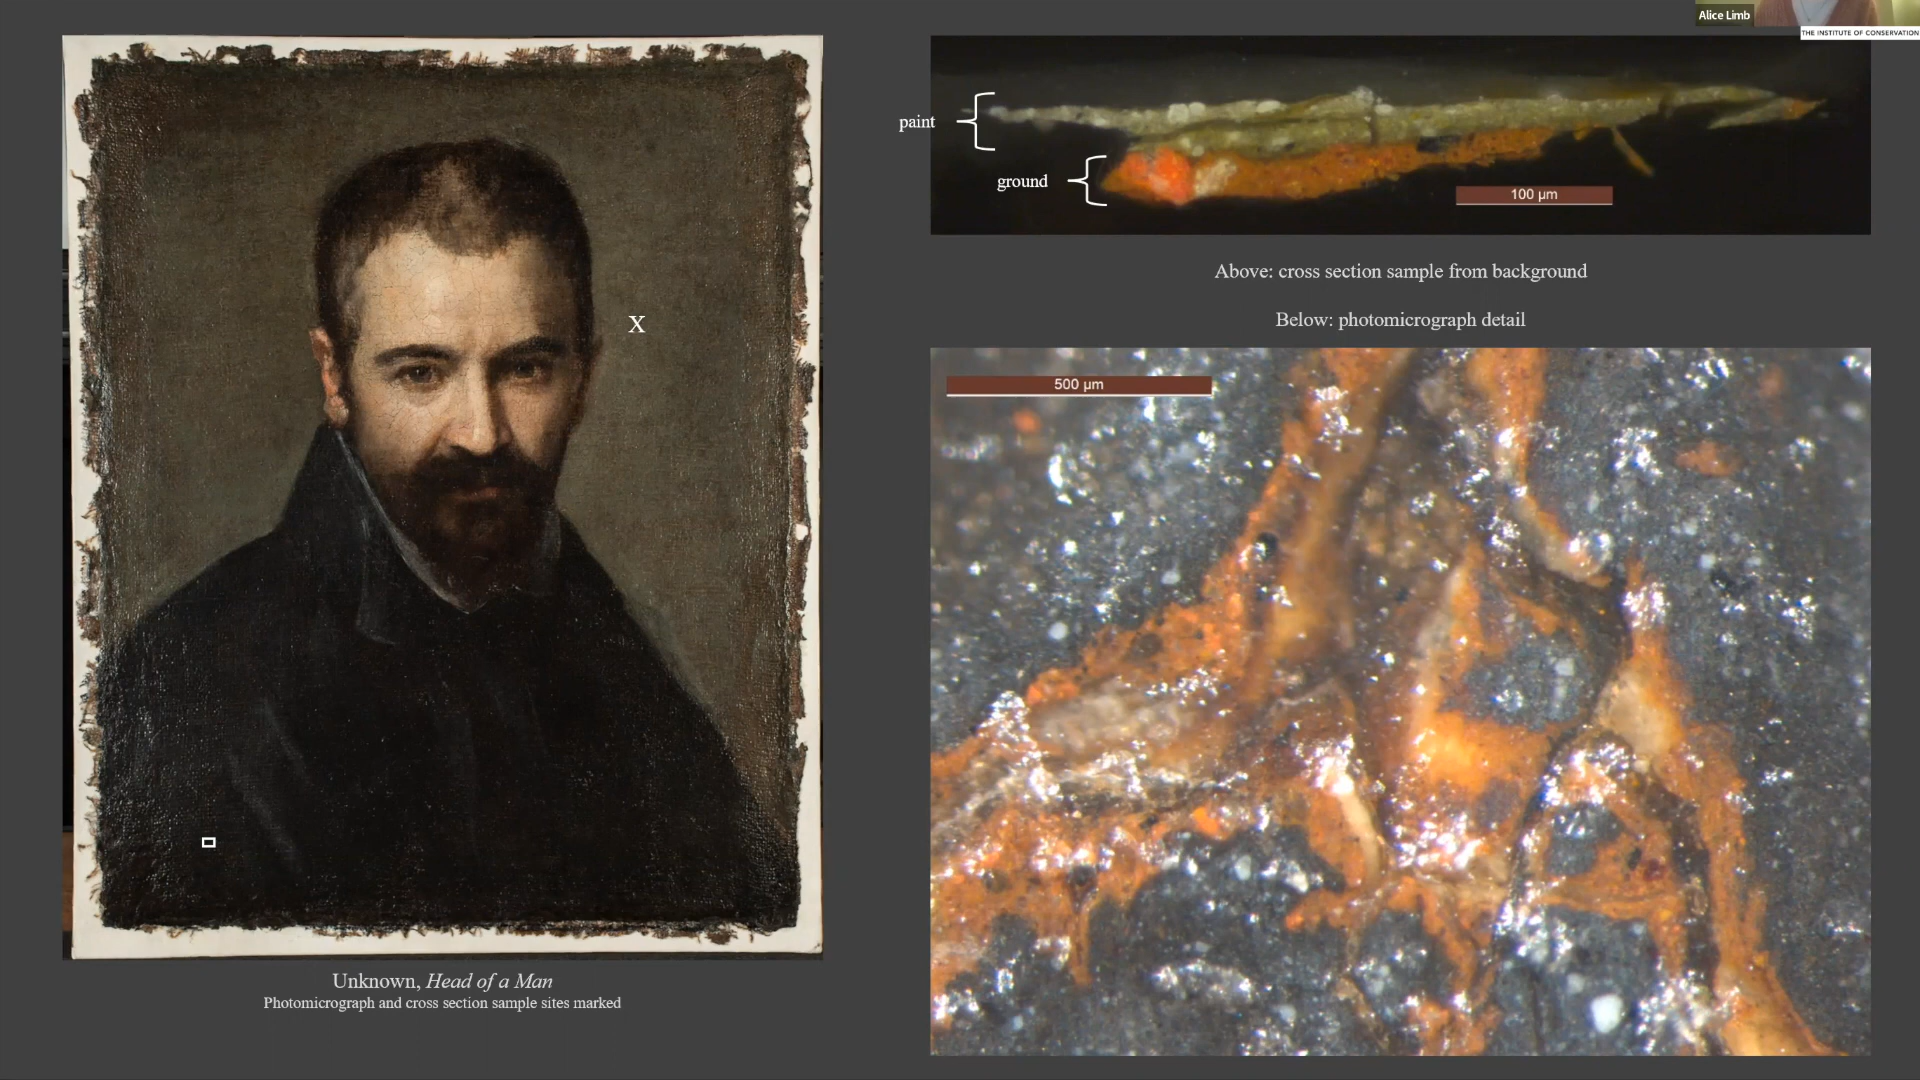 Alice Limb
THE INSTITUTE OF CONSERVATION
paint
ground
100 µm
Above: cross section sample from background
Below: photomicrograph detail
500 µm
X
Unknown, Head of a Man
Photomicrograph and cross section sample sites marked